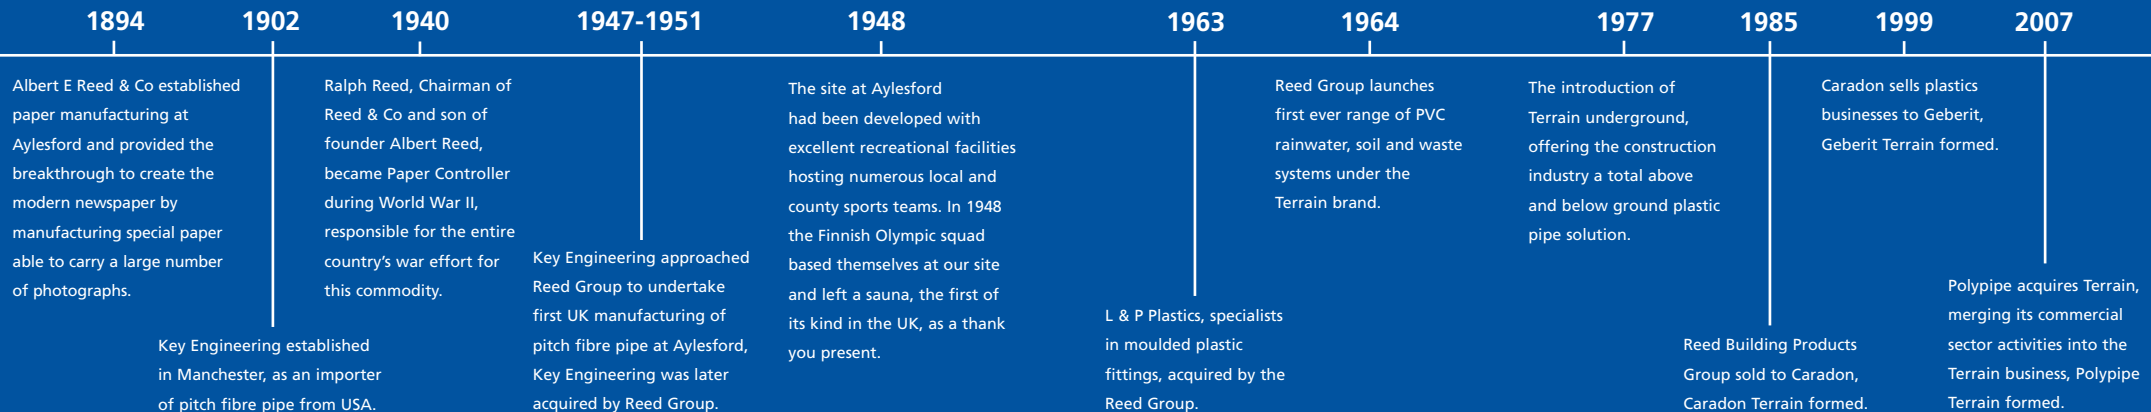 1894
Albert E Reed & Co established
paper manufacturing at
Aylesford and provided the
breakthrough to create the
modern newspaper by
manufacturing special paper
able to carry a large number
of photographs.
1902
Key Engineering established
in Manchester, as an importer
of pitch fibre pipe from USA.
1940
Ralph Reed, Chairman of
Reed & Co and son of
founder Albert Reed,
became Paper Controller
during World War II,
responsible for the entire
country's war effort for
this commodity.
1947-1951
Key Engineering approached
Reed Group to undertake
first UK manufacturing of
pitch fibre pipe at Aylesford,
Key Engineering was later
acquired by Reed Group.
1948
The site at Aylesford
had been developed with
excellent recreational facilities
hosting numerous local and
county sports teams. In 1948
the Finnish Olympic squad
based themselves at our site
and left a sauna, the first of
its kind in the UK, as a thank
you present.
1963
L & P Plastics, specialists
in moulded plastic
fittings, acquired by the
Reed Group.
1964
Reed Group launches
first ever range of PVC
rainwater, soil and waste
systems under the
Terrain brand.
1977
The introduction of
Terrain underground,
offering the construction
industry a total above
and below ground plastic
pipe solution.
1985
Reed Building Products
Group sold to Caradon,
Caradon Terrain formed.
1999
Caradon sells plastics
businesses to Geberit,
Geberit Terrain formed.
2007
Polypipe acquires Terrain,
merging its commercial
sector activities into the
Terrain business, Polypipe
Terrain formed.